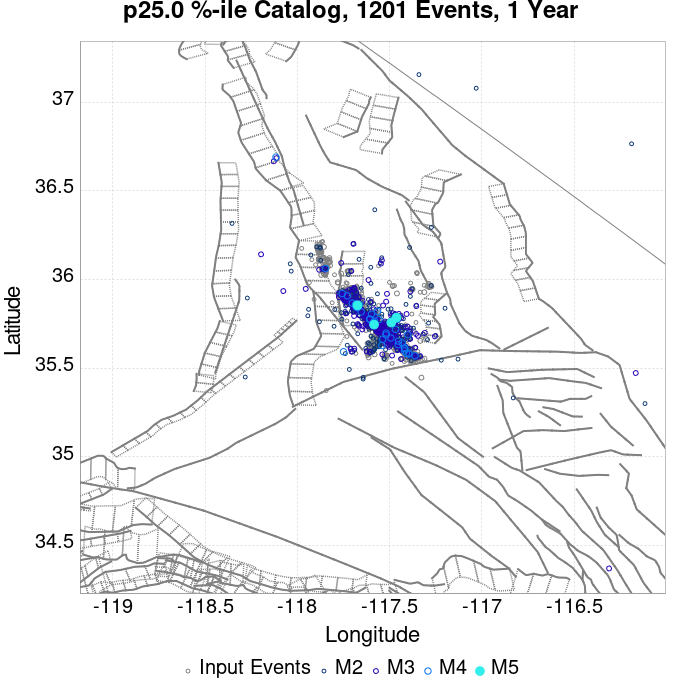 p25.0 %-ile Catalog, 1201 Events, 1 Year
37
36.5
36
35.5
35
34.5
Latitude
-119
-118.5
-118
-117.5
-117
-116.5
Longitude
Input Events
M2
M3
M4
M5